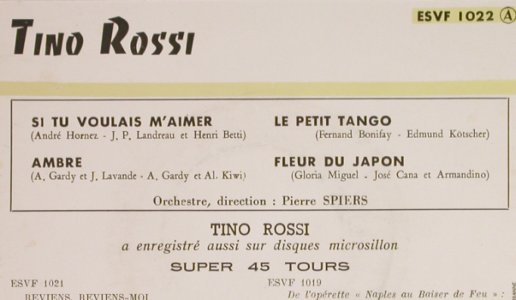 TINO ROSSI
ESVF 1022 A
SI TU VOULAIS M'AIMER
(André Hornez - J. P. Landreau et Henri Betti)
LE PETIT TANGO
(Fernand Bonifay - Edmund Kötscher)
AMBRE
(A. Gardy et J. Lavande - A. Gardy et Al. Kiwi)
FLEUR DU JAPON
(Gloria Miguel - José Cana et Armandino)
Orchestre, direction : Pierre SPIERS
TINO ROSSI
a enregistré aussi sur disques microsillon
SUPER 45 TOURS
ESVF 1021
REVIENS, REVIENS-MOI
ESVF 1019
De l'opérette « Naples au Baiser de Feu » :